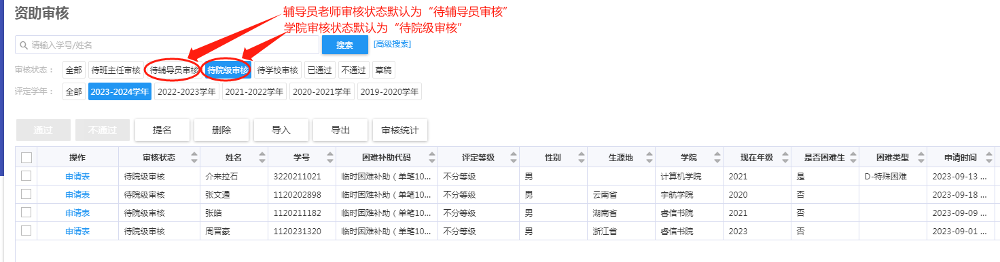 资助审核
辅导员老师审核状态默认为“待辅导员审核”
学院审核状态默认为“待院级审核”
请输入学号/姓名 搜索 [高级搜索]
审核状态： 全部 待班主任审核 待辅导员审核 待院级审核 待学校审核 已通过 不通过 草稿
评定学年： 全部 2023-2024学年 2022-2023学年 2021-2022学年 2020-2021学年 2019-2020学年
通过 不通过 提名 删除 导入 导出 审核统计
操作 审核状态 姓名 学号 困难补助代码 评定等级 性别 生源地 学院 现在年级 是否困难生 困难类型 申请时间
申请表 待院级审核 介来拉石 3220211021 临时困难补助（单笔10... 不分等级 男 计算机学院 2021 是 D-特殊困难 2023-09-13 ...
申请表 待院级审核 张文通 1120202898 临时困难补助（单笔10... 不分等级 男 云南省 宇航学院 2020 否 2023-09-18 ...
申请表 待院级审核 张皓 1120211182 临时困难补助（单笔10... 不分等级 男 湖南省 睿信书院 2021 否 2023-09-09 ...
申请表 待院级审核 周晋豪 1120231320 临时困难补助（单笔10... 不分等级 男 浙江省 睿信书院 2023 否 2023-09-01 ...